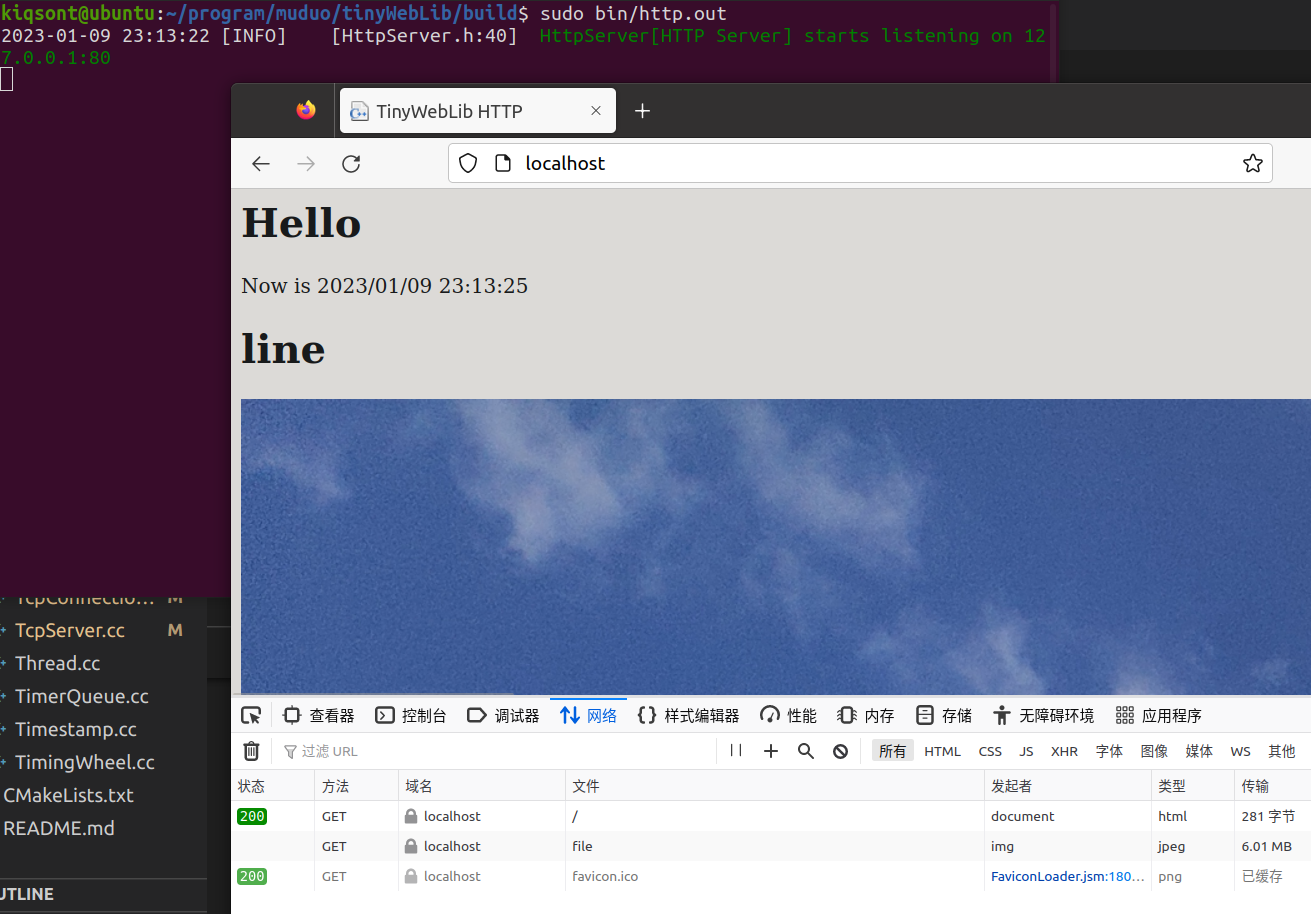 kiqsont@ubuntu:~/program/muduo/tinyWebLib/build$ sudo bin/http.out
2023-01-09 23:13:22 [INFO]    [HttpServer.h:40]  HttpServer[HTTP Server] starts listening on 12
7.0.0.1:80
TinyWebLib HTTP
localhost
Hello
Now is 2023/01/09 23:13:25
line
TcpConnectio... M
TcpServer.cc M
Thread.cc
TimerQueue.cc
Timestamp.cc
TimingWheel.cc
CMakeLists.txt
README.md
UTLINE
查看器 控制台 调试器 网络 样式编辑器 性能 内存 存储 无障碍环境 应用程序
过滤 URL 所有 HTML CSS JS XHR 字体 图像 媒体 WS 其他
状态 方法 域名 文件 发起者 类型 传输
200 GET localhost / document html 281 字节
GET localhost file img jpeg 6.01 MB
200 GET localhost favicon.ico FaviconLoader.jsm:180… png 已缓存